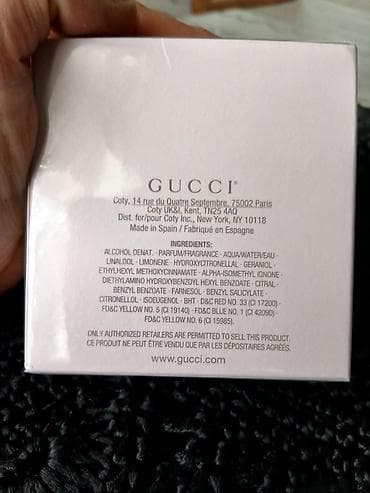 GUCCI®
Coty, 14 rue du Quatre Septembre, 75002 Paris
Coty UK&I, Kent, TN25 4AQ
Dist. for/pour Coty Inc., New York, NY 10118
Made in Spain / Fabriqué en Espagne
INGREDIENTS:
ALCOHOL DENAT. • PARFUM/FRAGRANCE • AQUA/WATER/EAU •
LINALOOL • LIMONENE • HYDROXYCITRONELLAL • GERANIOL •
ETHYLHEXYL METHOXYCINNAMATE • ALPHA-ISOMETHYL IONONE •
DIETHYLAMINO HYDROXYBENZOYL HEXYL BENZOATE • CITRAL •
BENZYL BENZOATE • FARNESOL • BENZYL SALICYLATE •
CITRONELLOL • ISOEUGENOL • BHT • D&C RED NO. 33 (CI 17200) •
FD&C YELLOW NO. 5 (CI 19140) • FD&C BLUE NO. 1 (CI 42090) •
FD&C YELLOW NO. 6 (CI 15985).
ONLY AUTHORIZED RETAILERS ARE PERMITTED TO SELL THIS PRODUCT.
CE PRODUIT NE PEUT ÊTRE VENDU QUE PAR LES DÉPOSITAIRES AGRÉÉS.
www.gucci.com